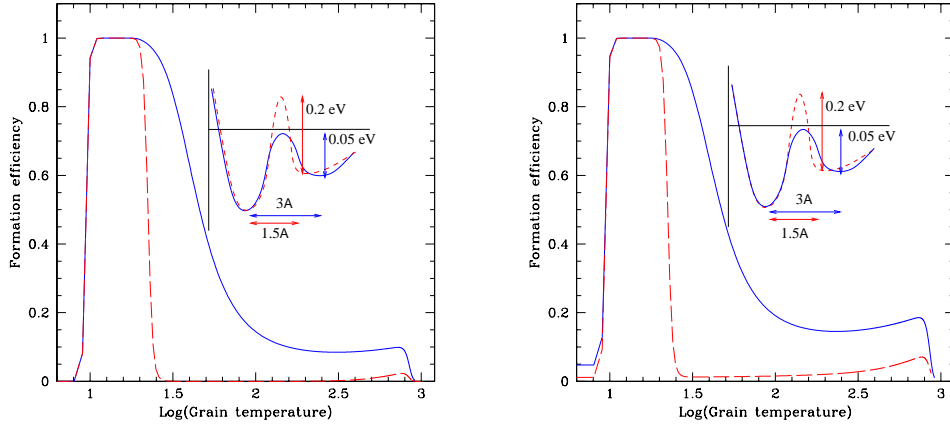 1
0.8
0.6
0.4
0.2
0
Formation efficiency
0.2 eV
0.05 eV
3A
1.5A
1
1.5
2
2.5
3
Log(Grain temperature)
1
0.8
0.6
0.4
0.2
0
Formation efficiency
0.2 eV
0.05 eV
3A
1.5A
1
1.5
2
2.5
3
Log(Grain temperature)